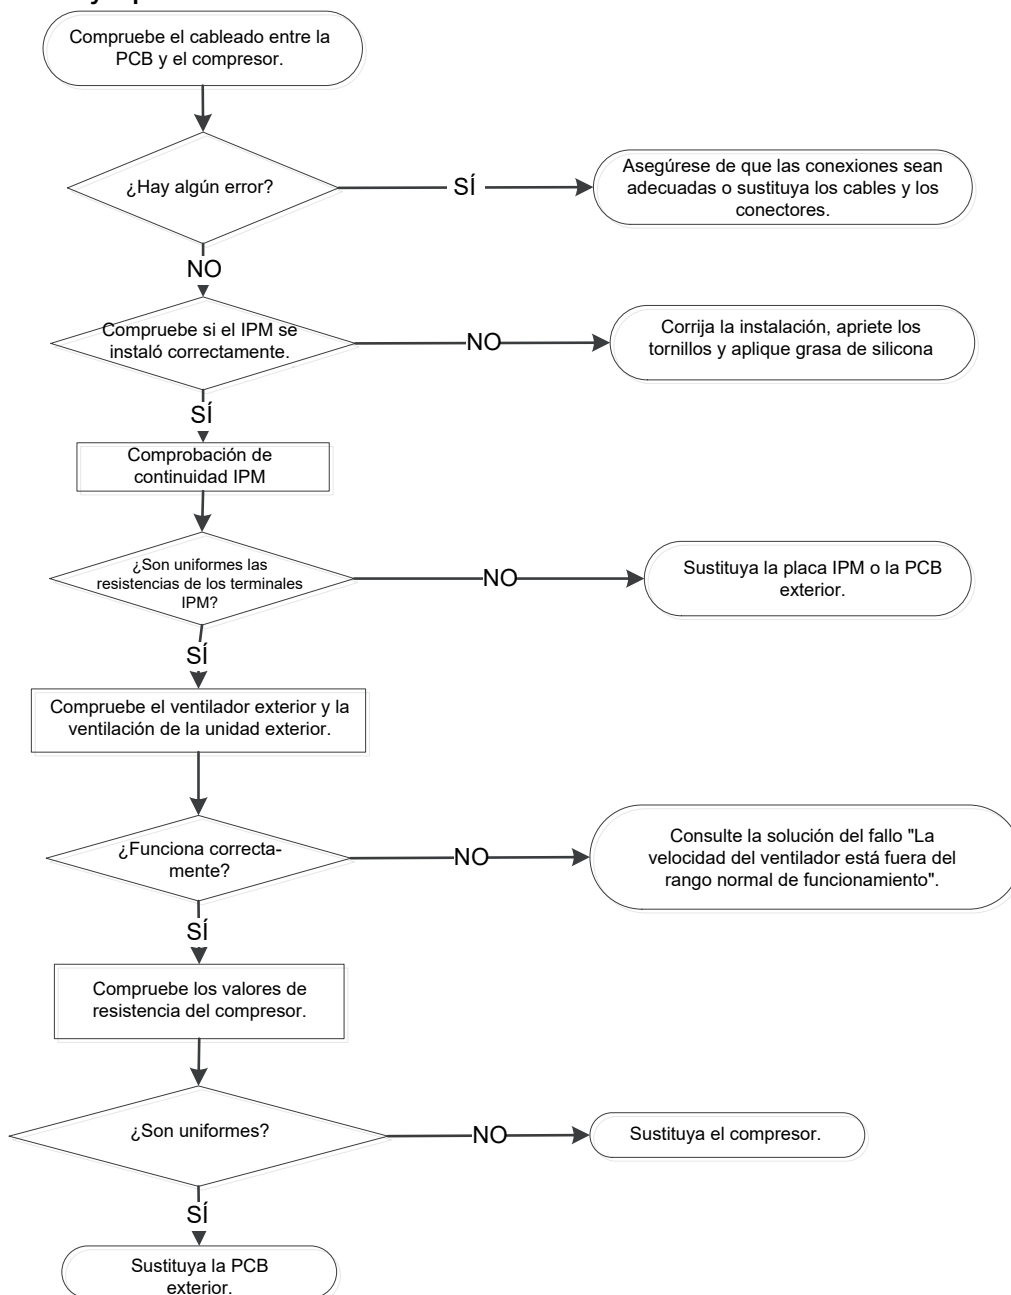 Compruebe el cableado entre la
PCB y el compresor.
¿Hay algún error?
SÍ
Asegúrese de que las conexiones sean
adecuadas o sustituya los cables y los
conectores.
NO
Compruebe si el IPM se
instaló correctamente.
NO
Corrija la instalación, apriete los
tornillos y aplique grasa de silicona
SÍ
Comprobación de
continuidad IPM
¿Son uniformes las
resistencias de los terminales
IPM?
NO
Sustituya la placa IPM o la PCB
exterior.
SÍ
Compruebe el ventilador exterior y la
ventilación de la unidad exterior.
¿Funciona correcta-
mente?
NO
Consulte la solución del fallo "La
velocidad del ventilador está fuera del
rango normal de funcionamiento".
SÍ
Compruebe los valores de
resistencia del compresor.
¿Son uniformes?
NO
Sustituya el compresor.
SÍ
Sustituya la PCB
exterior.